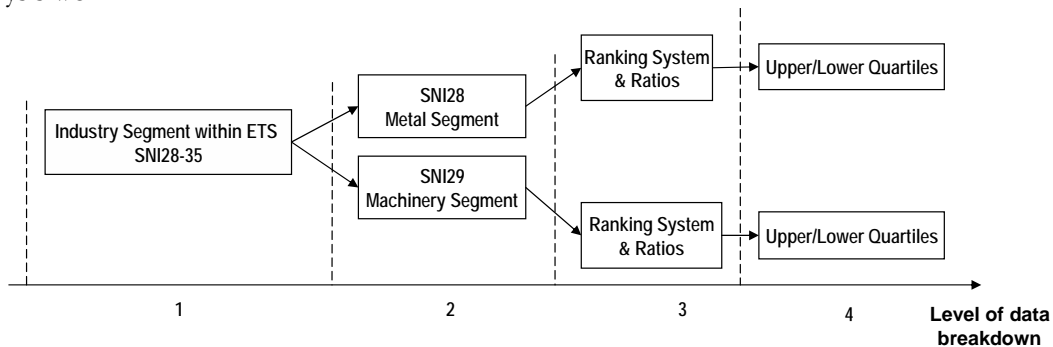 Industry Segment within ETS
SNI28-35
SNI28
Metal Segment
SNI29
Machinery Segment
Ranking System
& Ratios
Ranking System
& Ratios
Upper/Lower Quartiles
Upper/Lower Quartiles
1
2
3
4
Level of data
breakdown